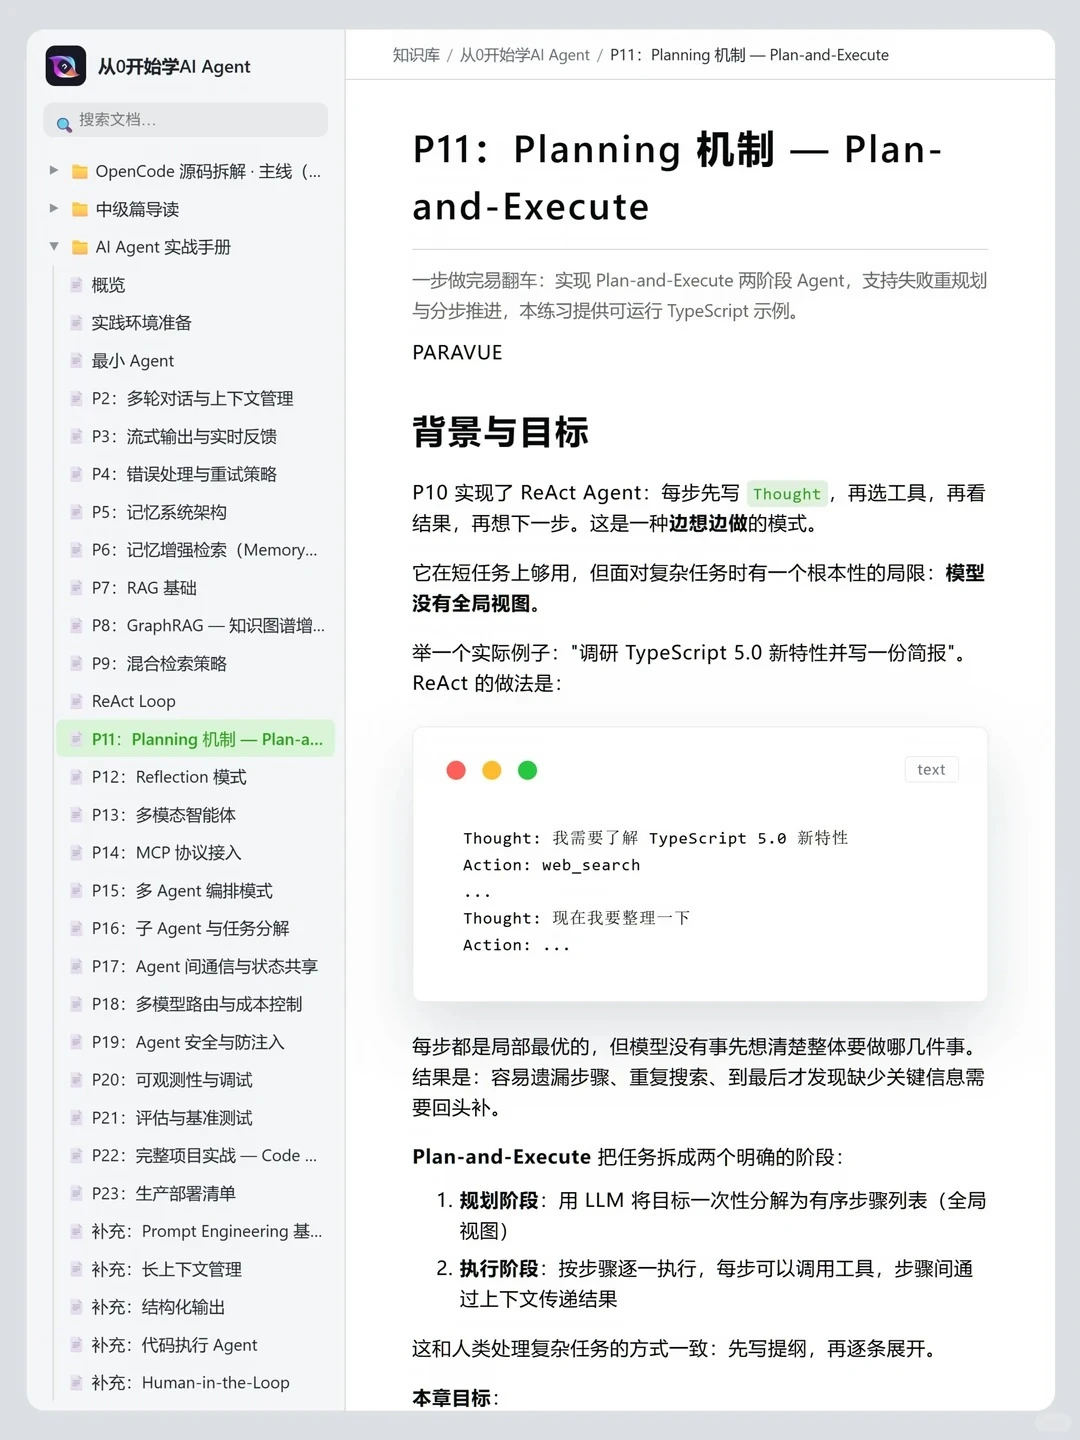 从0开始学AI Agent
搜索文档...
OpenCode 源码拆解 · 主线（...
中级篇导读
AI Agent 实战手册
概览
实践环境准备
最小 Agent
P2：多轮对话与上下文管理
P3：流式输出与实时反馈
P4：错误处理与重试策略
P5：记忆系统架构
P6：记忆增强检索（Memory...
P7：RAG 基础
P8：GraphRAG — 知识图谱增...
P9：混合检索策略
ReAct Loop
P11：Planning 机制 — Plan-a...
P12：Reflection 模式
P13：多模态智能体
P14：MCP 协议接入
P15：多 Agent 编排模式
P16：子 Agent 与任务分解
P17：Agent 间通信与状态共享
P18：多模型路由与成本控制
P19：Agent 安全与防注入
P20：可观测性与调试
P21：评估与基准测试
P22：完整项目实战 — Code ...
P23：生产部署清单
补充：Prompt Engineering 基...
补充：长上下文管理
补充：结构化输出
补充：代码执行 Agent
补充：Human-in-the-Loop
知识库 / 从0开始学AI Agent / P11：Planning 机制 — Plan-and-Execute
P11：Planning 机制 — Plan-
and-Execute
一步做完易翻车：实现 Plan-and-Execute 两阶段 Agent，支持失败重规划
与分步推进，本练习提供可运行 TypeScript 示例。
PARAVUE
背景与目标
P10 实现了 ReAct Agent：每步先写 Thought，再选工具，再看
结果，再想下一步。这是一种边想边做的模式。
它在短任务上够用，但面对复杂任务时有一个根本性的局限：模型
没有全局视图。
举一个实际例子："调研 TypeScript 5.0 新特性并写一份简报"。
ReAct 的做法是：
text
Thought: 我需要了解 TypeScript 5.0 新特性
Action: web_search
...
Thought: 现在我要整理一下
Action: ...
每步都是局部最优的，但模型没有事先想清楚整体要做哪几件事。
结果是：容易遗漏步骤、重复搜索、到最后才发现缺少关键信息需
要回头补。
Plan-and-Execute 把任务拆成两个明确的阶段：
1. 规划阶段：用 LLM 将目标一次性分解为有序步骤列表（全局
视图）
2. 执行阶段：按步骤逐一执行，每步可以调用工具，步骤间通
过上下文传递结果
这和人类处理复杂任务的方式一致：先写提纲，再逐条展开。
本章目标：